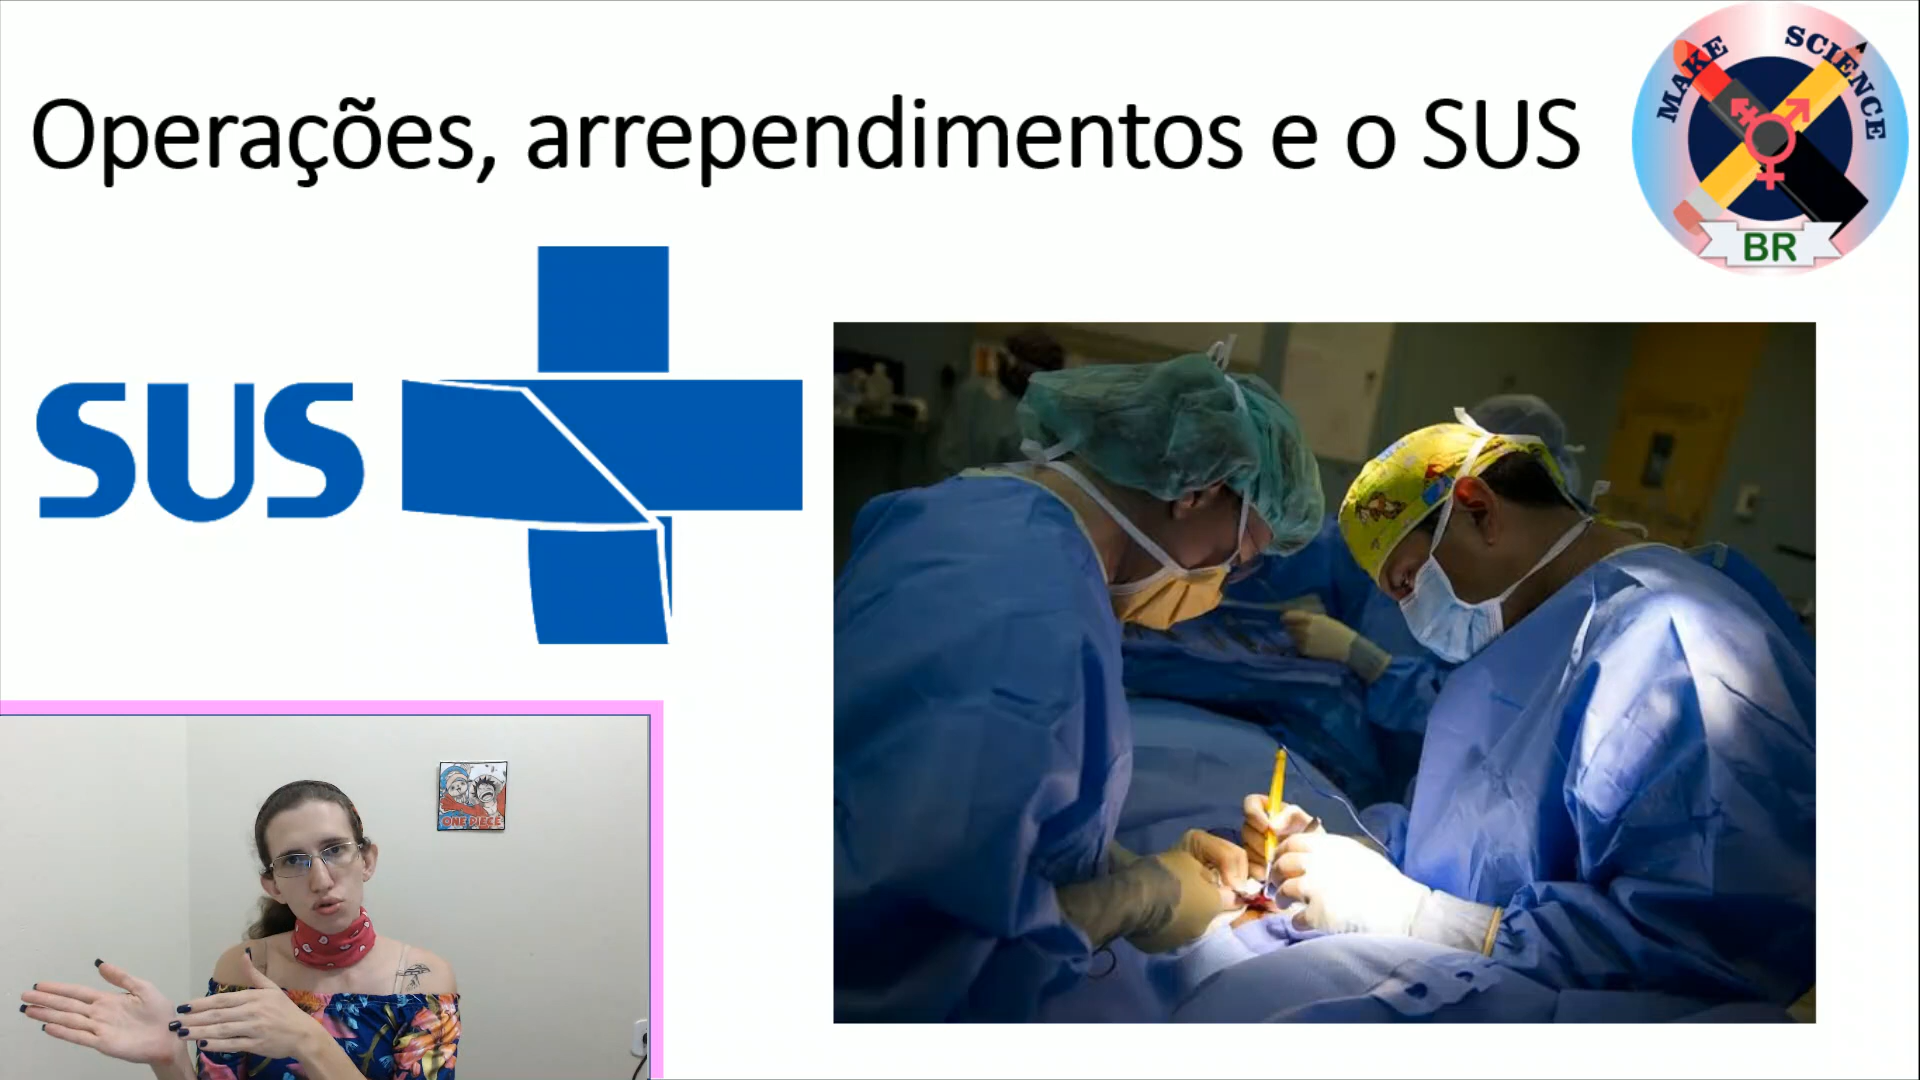 Operações, arrependimentos e o SUS
MAKE SCIENCE
BR
SUS
ONE PIECE